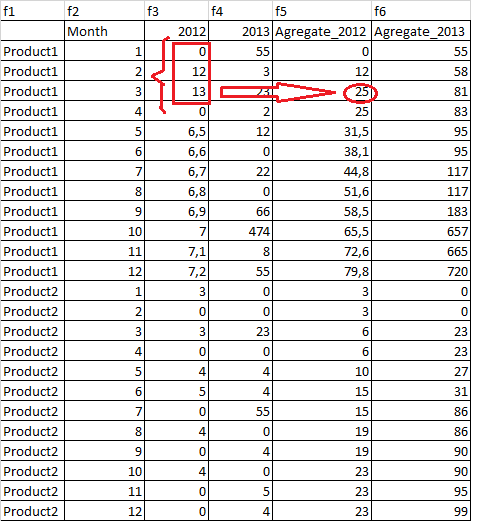 f1 f2 f3 f4 f5 f6
Month 2012 2013 Agregate_2012 Agregate_2013
Product1 1 0 55 0 55
Product1 2 12 3 12 58
Product1 3 13 23 25 81
Product1 4 0 2 25 83
Product1 5 6,5 12 31,5 95
Product1 6 6,6 0 38,1 95
Product1 7 6,7 22 44,8 117
Product1 8 6,8 0 51,6 117
Product1 9 6,9 66 58,5 183
Product1 10 7 474 65,5 657
Product1 11 7,1 8 72,6 665
Product1 12 7,2 55 79,8 720
Product2 1 3 0 3 0
Product2 2 0 0 3 0
Product2 3 3 23 6 23
Product2 4 0 0 6 23
Product2 5 4 4 10 27
Product2 6 5 4 15 31
Product2 7 0 55 15 86
Product2 8 4 0 19 86
Product2 9 0 4 19 90
Product2 10 4 0 23 90
Product2 11 0 5 23 95
Product2 12 0 4 23 99